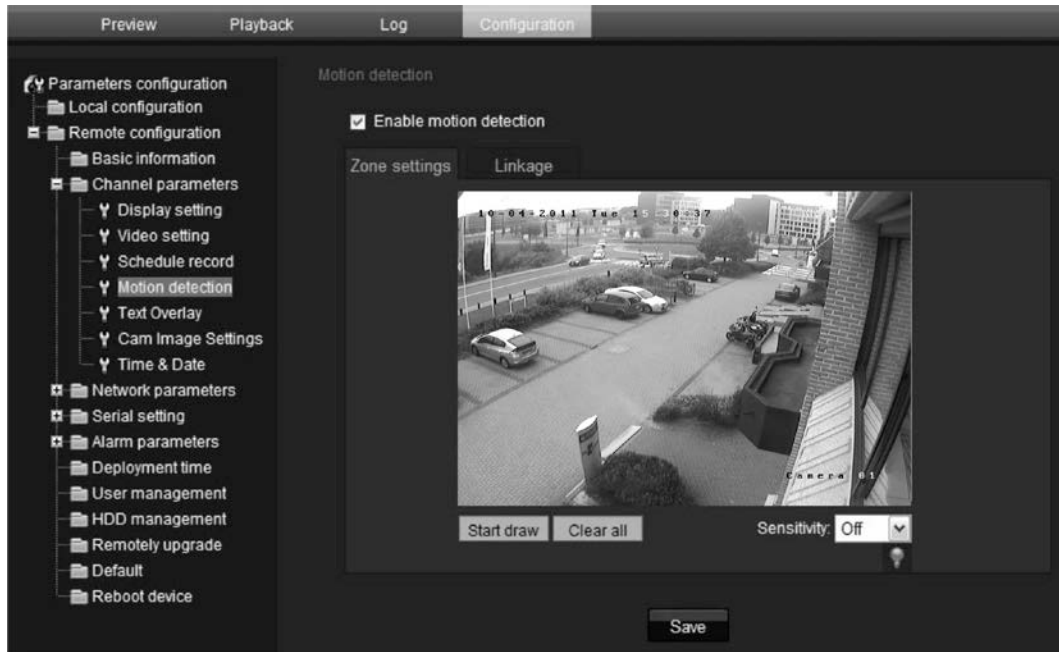 Preview Playback Log Configuration
Parameters configuration
Local configuration
Remote configuration
Basic information
Channel parameters
Display setting
Video setting
Schedule record
Motion detection
Text Overlay
Cam Image Settings
Time & Date
Network parameters
Serial setting
Alarm parameters
Deployment time
User management
HDD management
Remotely upgrade
Default
Reboot device
Motion detection
Enable motion detection
Zone settings Linkage
10-04-2011 Tue 15:30:37
Camera 01
Start draw Clear all Sensitivity: Off
Save